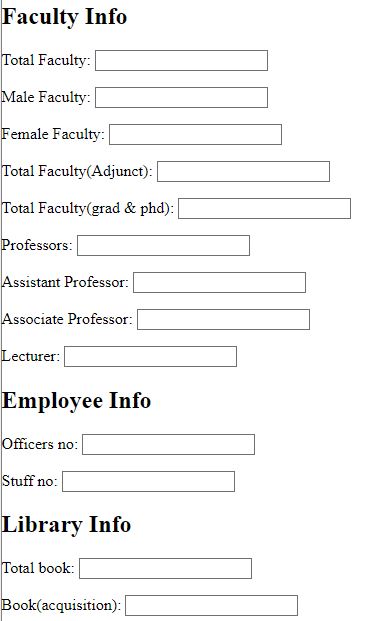 Faculty Info
Total Faculty:
Male Faculty:
Female Faculty:
Total Faculty(Adjunct):
Total Faculty(grad & phd):
Professors:
Assistant Professor:
Associate Professor:
Lecturer:
Employee Info
Officers no:
Stuff no:
Library Info
Total book:
Book(acquisition):